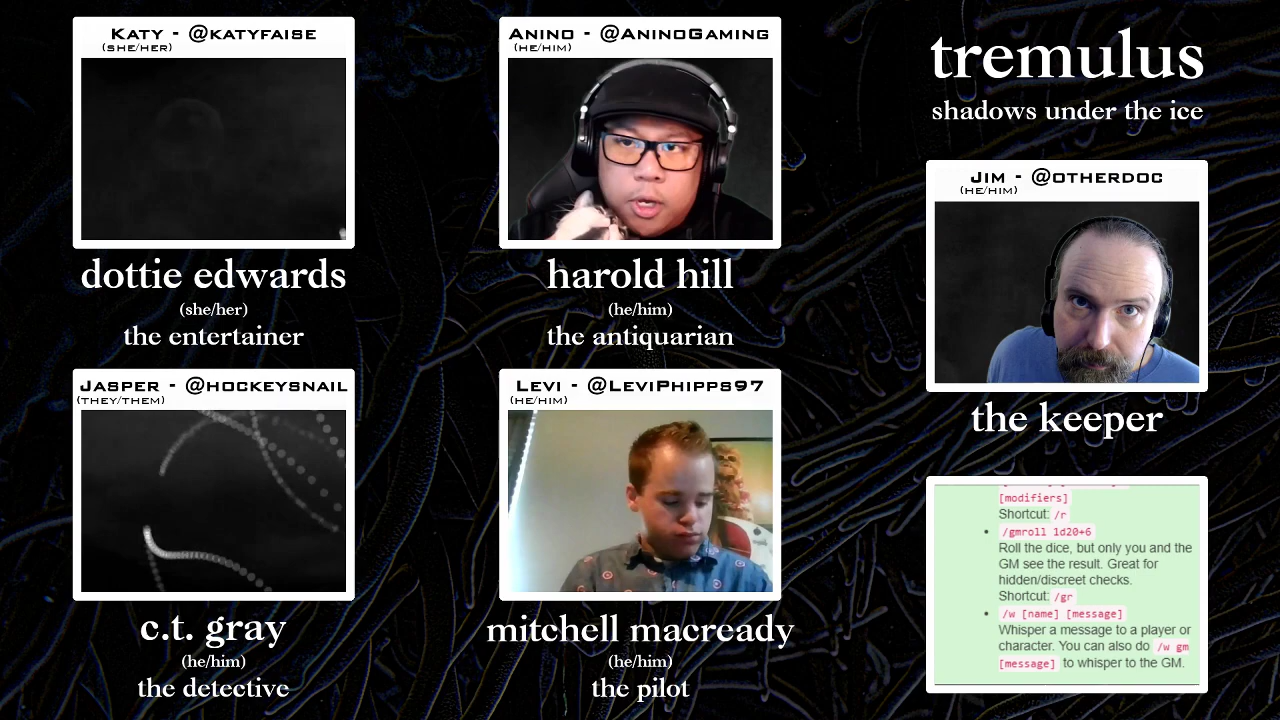 Katy - @katyfaise
(she/her)
dottie edwards
(she/her)
the entertainer
Anino - @AninoGaming
(he/him)
harold hill
(he/him)
the antiquarian
tremulus
shadows under the ice
Jim - @otherdoc
(he/him)
the keeper
Jasper - @hockeysnail
(they/them)
c.t. gray
(he/him)
the detective
Levi - @LeviPhipps97
(he/him)
mitchell macready
(he/him)
the pilot
[modifiers]
Shortcut: /r
• /gmroll 1d20+6
Roll the dice, but only you and the
GM see the result. Great for
hidden/discreet checks.
Shortcut: /gr
• /w [name] [message]
Whisper a message to a player or
character. You can also do /w gm
[message] to whisper to the GM.